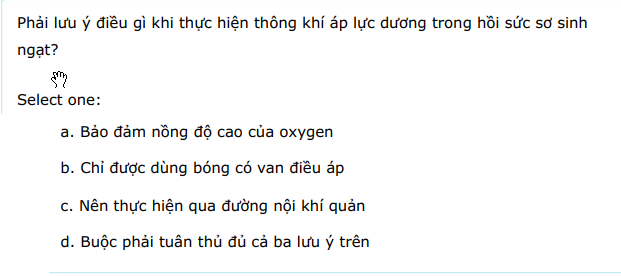 Phải lưu ý điều gì khi thực hiện thông khí áp lực dương trong hồi sức sơ sinh
ngạt?
Select one:
a. Bảo đảm nồng độ cao của oxygen
b. Chỉ được dùng bóng có van điều áp
c. Nên thực hiện qua đường nội khí quản
d. Buộc phải tuân thủ đủ cả ba lưu ý trên